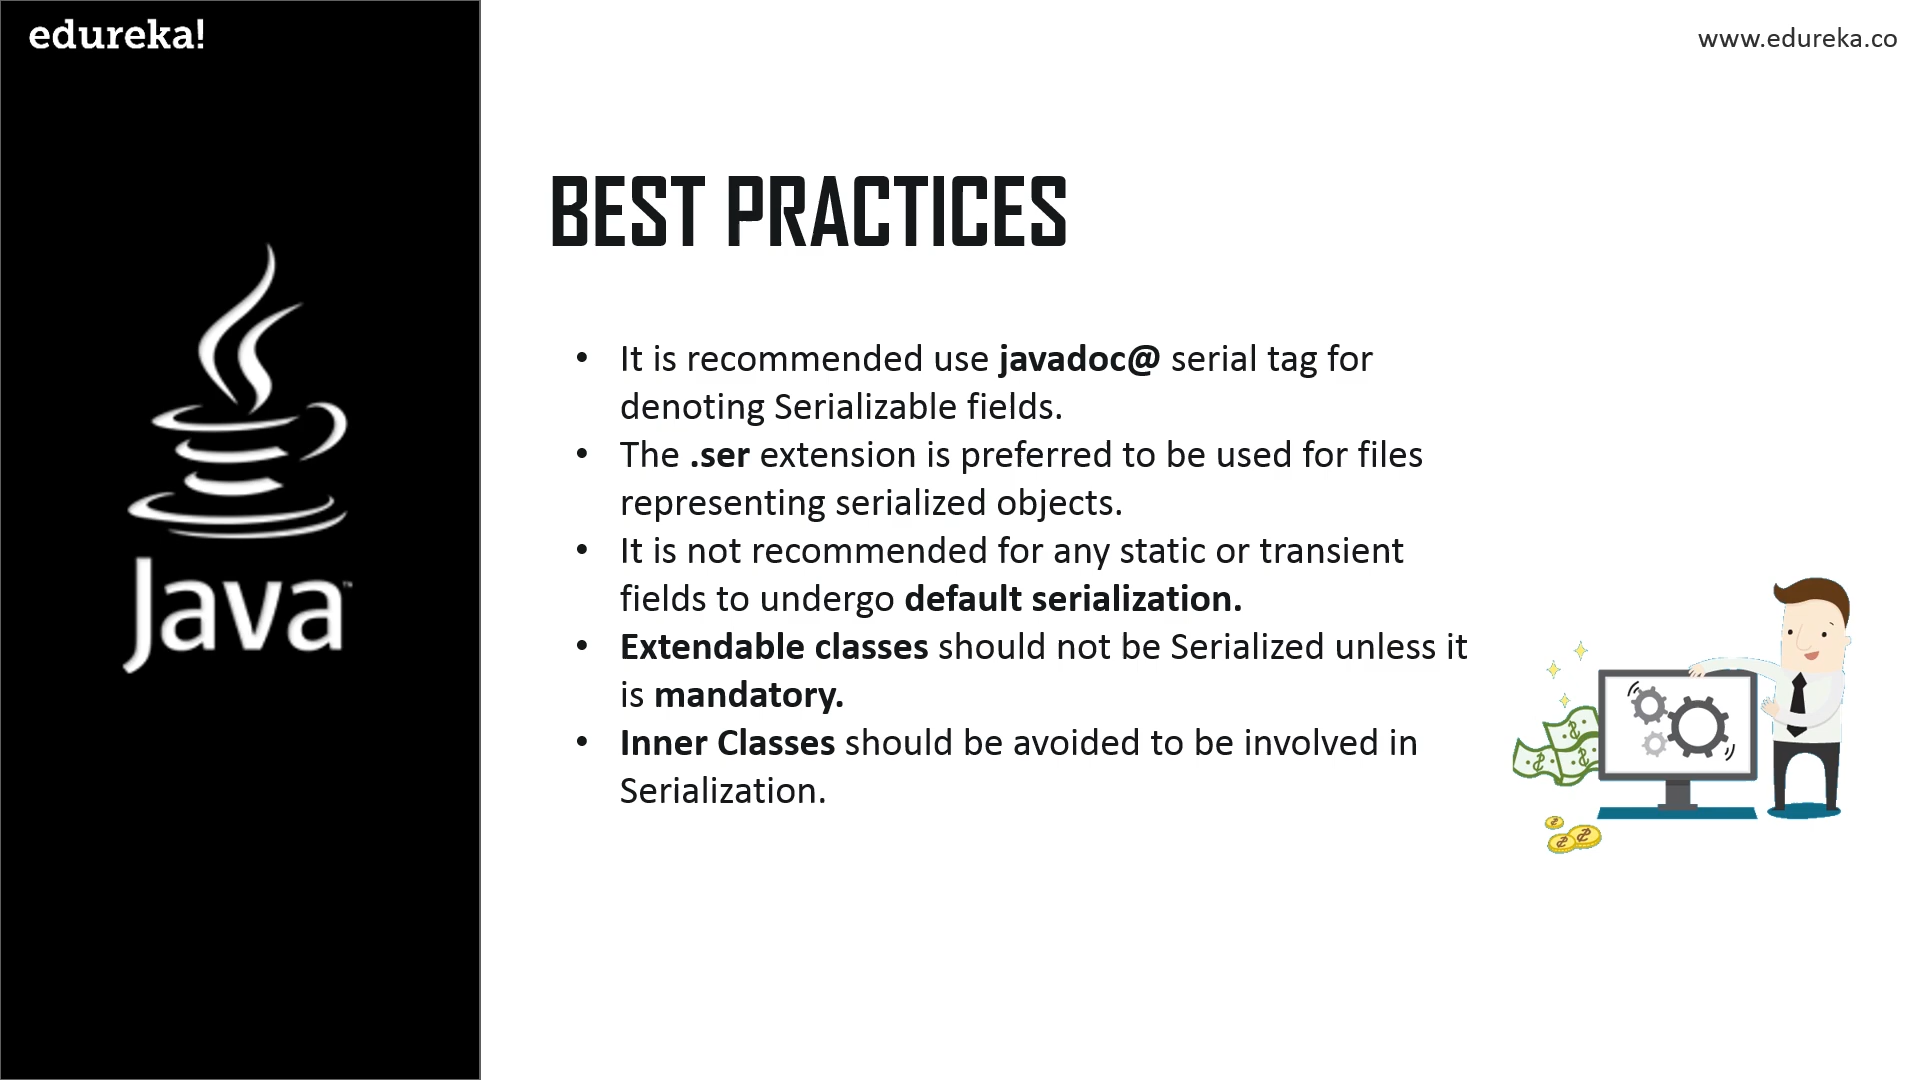 edureka!
www.edureka.co
Java™
BEST PRACTICES
• It is recommended use javadoc@ serial tag for
denoting Serializable fields.
• The .ser extension is preferred to be used for files
representing serialized objects.
• It is not recommended for any static or transient
fields to undergo default serialization.
• Extendable classes should not be Serialized unless it
is mandatory.
• Inner Classes should be avoided to be involved in
Serialization.